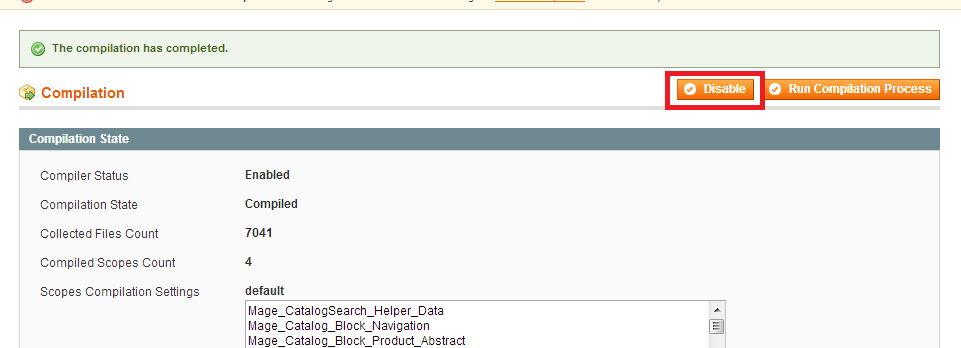 The compilation has completed.
Compilation
Disable
Run Compilation Process
Compilation State
Compiler Status Enabled
Compilation State Compiled
Collected Files Count 7041
Compiled Scopes Count 4
Scopes Compilation Settings default
Mage_CatalogSearch_Helper_Data
Mage_Catalog_Block_Navigation
Mage_Catalog_Block_Product_Abstract